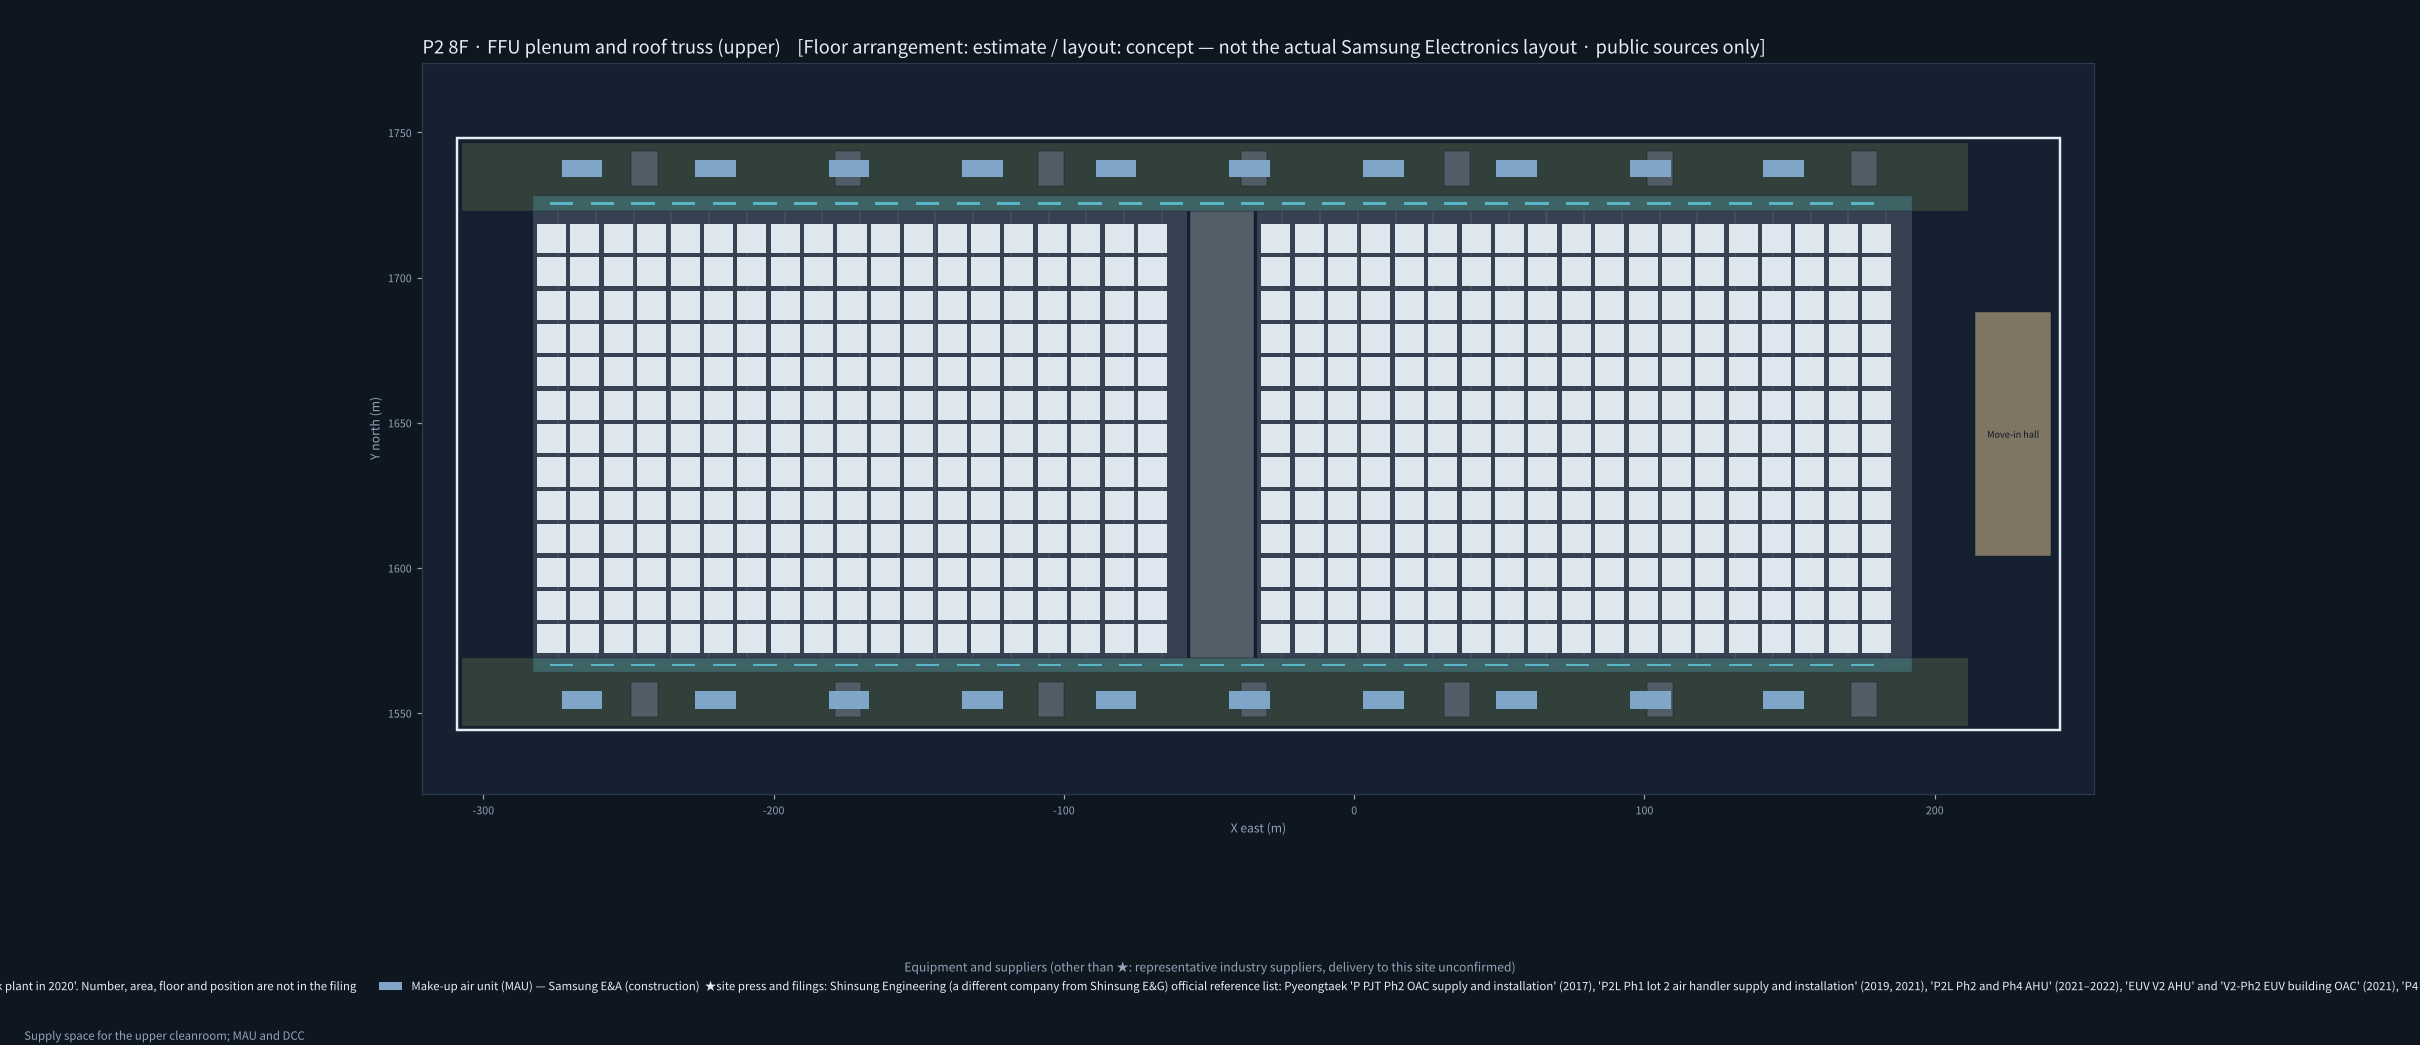 P2 8F · FFU plenum and roof truss (upper) [Floor arrangement: estimate / layout: concept — not the actual Samsung Electronics layout · public sources only]
1750
1700
1650
1600
1550
Y north (m)
Move-in hall
-300
-200
-100
0
100
200
X east (m)
Equipment and suppliers (other than ★: representative industry suppliers, delivery to this site unconfirmed)
plant in 2020'. Number, area, floor and position are not in the filing
Make-up air unit (MAU) — Samsung E&A (construction) ★site press and filings: Shinsung Engineering (a different company from Shinsung E&G) official reference list: Pyeongtaek 'P PJT Ph2 OAC supply and installation' (2017), 'P2L Ph1 lot 2 air handler supply and installation' (2019, 2021), 'P2L Ph2 and Ph4 AHU' (2021–2022), 'EUV V2 AHU' and 'V2-Ph2 EUV building OAC' (2021), 'P4
Supply space for the upper cleanroom; MAU and DCC